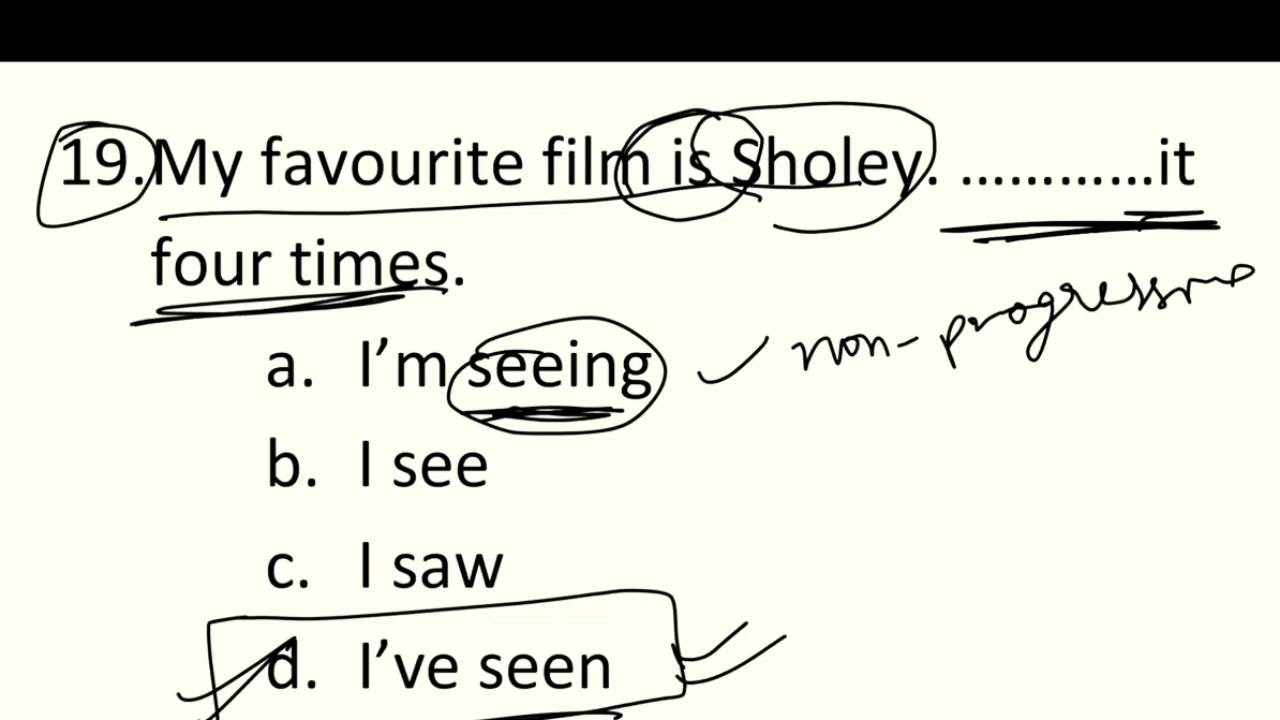 19. My favourite film is Sholey. ............it
four times.
a. I'm seeing
non-progressive
b. I see
c. I saw
d. I've seen